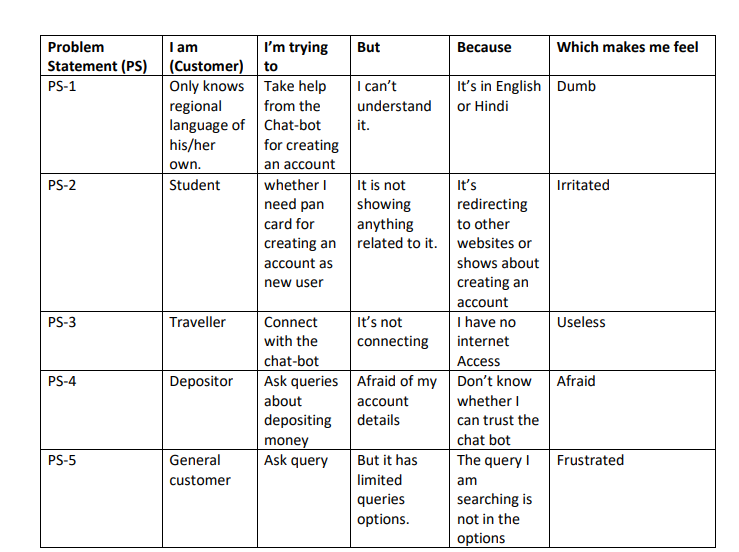 Problem Statement (PS) | I am (Customer) | I’m trying to | But | Because | Which makes me feel
PS-1 | Only knows regional language of his/her own. | Take help from the Chat-bot for creating an account | I can’t understand it. | It’s in English or Hindi | Dumb
PS-2 | Student | whether I need pan card for creating an account as new user | It is not showing anything related to it. | It’s redirecting to other websites or shows about creating an account | Irritated
PS-3 | Traveller | Connect with the chat-bot | It’s not connecting | I have no internet Access | Useless
PS-4 | Depositor | Ask queries about depositing money | Afraid of my account details | Don’t know whether I can trust the chat bot | Afraid
PS-5 | General customer | Ask query | But it has limited queries options. | The query I am searching is not in the options | Frustrated